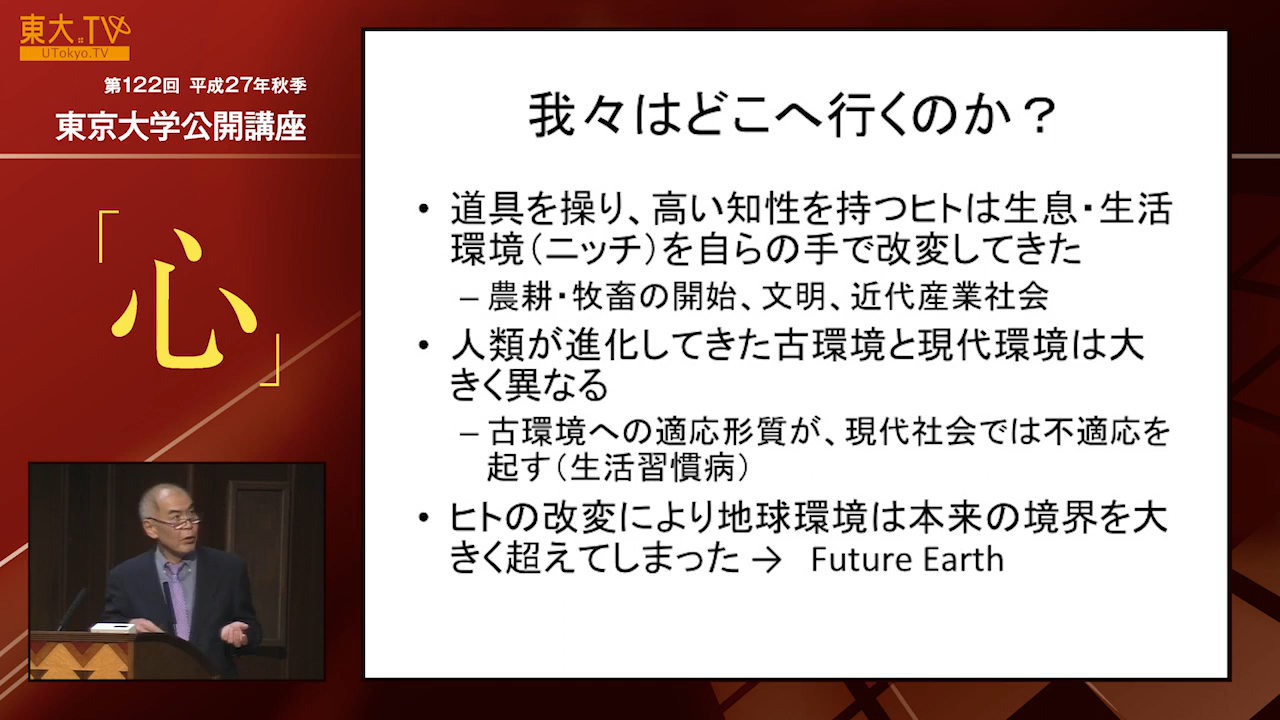 東大.TV
UTokyo.TV
第122回 平成27年秋季
東京大学公開講座
「心」
我々はどこへ行くのか？
• 道具を操り、高い知性を持つヒトは生息・生活
環境（ニッチ）を自らの手で改変してきた
– 農耕・牧畜の開始、文明、近代産業社会
• 人類が進化してきた古環境と現代環境は大
きく異なる
– 古環境への適応形質が、現代社会では不適応を
起す（生活習慣病）
• ヒトの改変により地球環境は本来の境界を大
きく超えてしまった → Future Earth